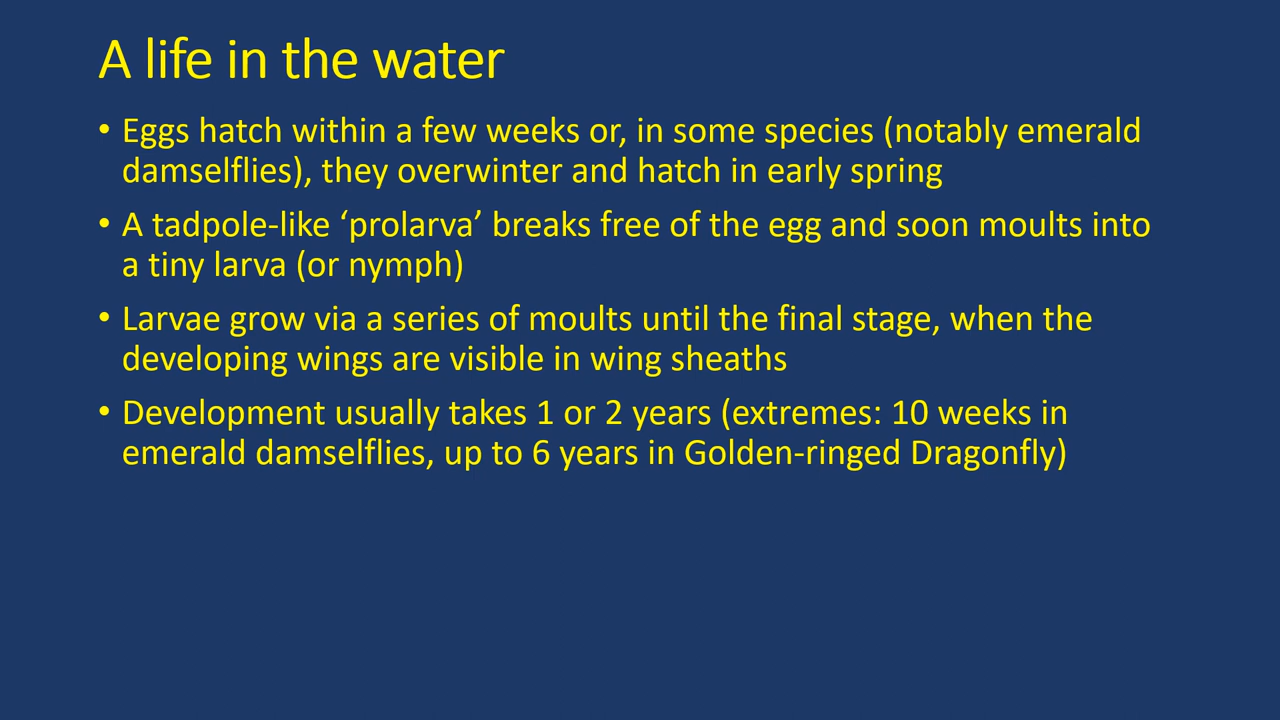 A life in the water
• Eggs hatch within a few weeks or, in some species (notably emerald
damselflies), they overwinter and hatch in early spring
• A tadpole-like ‘prolarva’ breaks free of the egg and soon moults into
a tiny larva (or nymph)
• Larvae grow via a series of moults until the final stage, when the
developing wings are visible in wing sheaths
• Development usually takes 1 or 2 years (extremes: 10 weeks in
emerald damselflies, up to 6 years in Golden-ringed Dragonfly)